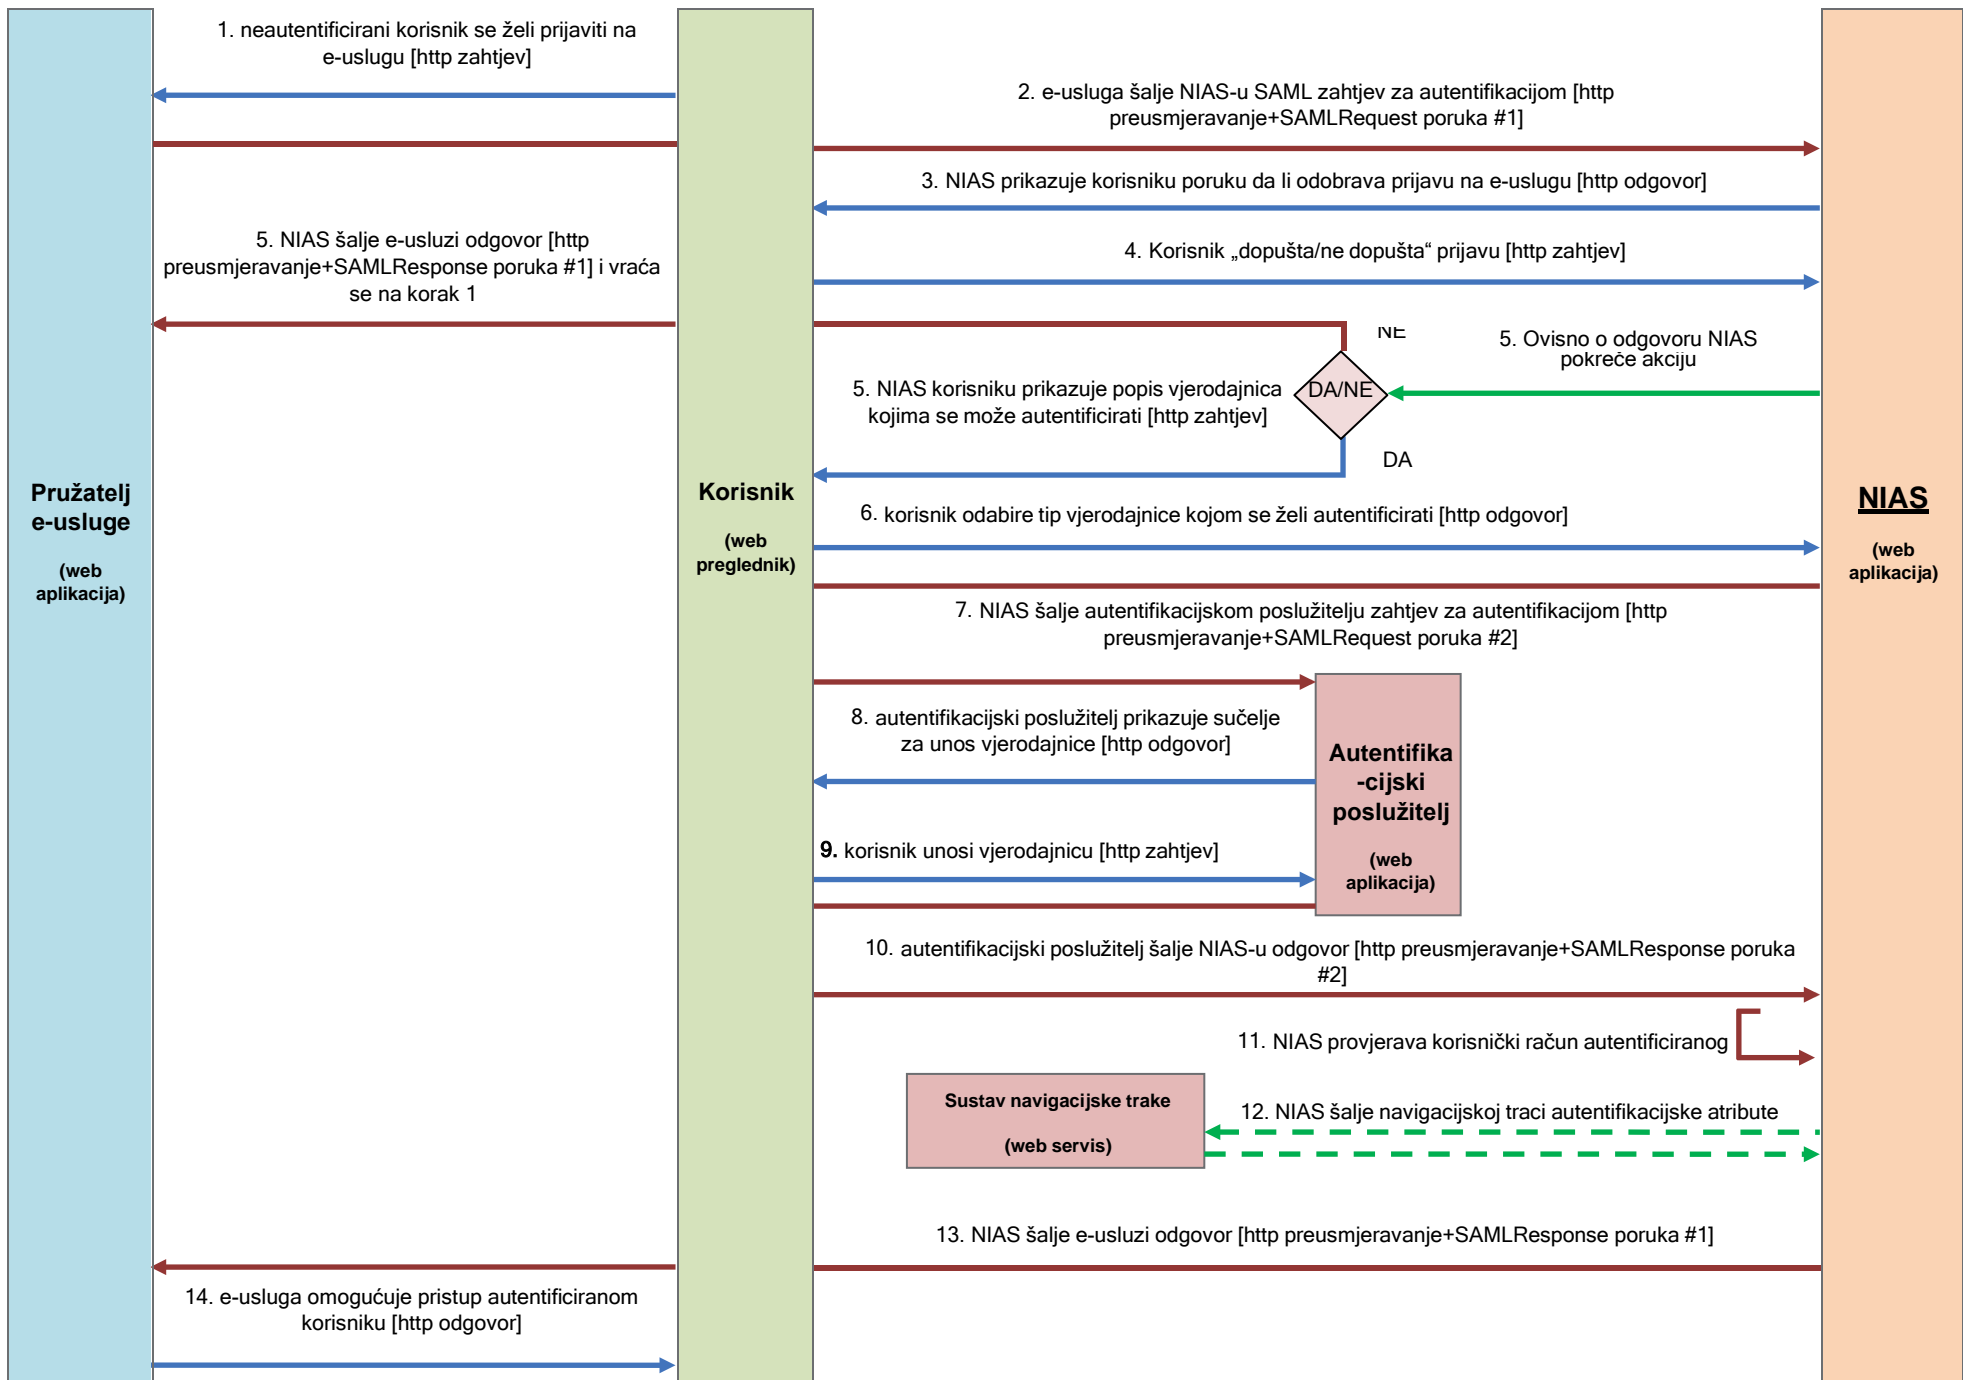 1. neautentificirani korisnik se želi prijaviti na
e-uslugu [http zahtjev]
2. e-usluga šalje NIAS-u SAML zahtjev za autentifikacijom [http
preusmjeravanje+SAMLRequest poruka #1]
3. NIAS prikazuje korisniku poruku da li odobrava prijavu na e-uslugu [http odgovor]
5. NIAS šalje e-usluzi odgovor [http
preusmjeravanje+SAMLResponse poruka #1] i vraća
se na korak 1
4. Korisnik „dopušta/ne dopušta“ prijavu [http zahtjev]
NE
5. Ovisno o odgovoru NIAS
pokreće akciju
DA/NE
5. NIAS korisniku prikazuje popis vjerodajnica
kojima se može autentificirati [http zahtjev]
DA
Pružatelj
e-usluge
(web
aplikacija)
Korisnik
(web
preglednik)
NIAS
(web
aplikacija)
6. korisnik odabire tip vjerodajnice kojom se želi autentificirati [http odgovor]
7. NIAS šalje autentifikacijskom poslužitelju zahtjev za autentifikacijom [http
preusmjeravanje+SAMLRequest poruka #2]
8. autentifikacijski poslužitelj prikazuje sučelje
za unos vjerodajnice [http odgovor]
Autentifika
-cijski
poslužitelj
(web
aplikacija)
9. korisnik unosi vjerodajnicu [http zahtjev]
10. autentifikacijski poslužitelj šalje NIAS-u odgovor [http preusmjeravanje+SAMLResponse poruka
#2]
11. NIAS provjerava korisnički račun autentificiranog
Sustav navigacijske trake
(web servis)
12. NIAS šalje navigacijskoj traci autentifikacijske atribute
13. NIAS šalje e-usluzi odgovor [http preusmjeravanje+SAMLResponse poruka #1]
14. e-usluga omogućuje pristup autentificiranom
korisniku [http odgovor]